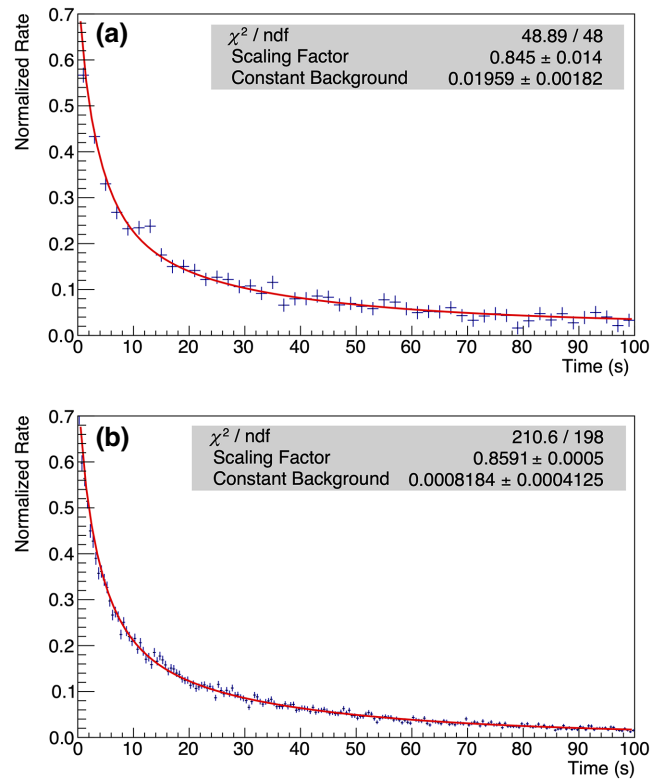 (a)
χ² / ndf 48.89 / 48
Scaling Factor 0.845 ± 0.014
Constant Background 0.01959 ± 0.00182
Normalized Rate
0.7
0.6
0.5
0.4
0.3
0.2
0.1
0.0
0 10 20 30 40 50 60 70 80 90 100
Time (s)
(b)
χ² / ndf 210.6 / 198
Scaling Factor 0.8591 ± 0.0005
Constant Background 0.0008184 ± 0.0004125
Normalized Rate
0.7
0.6
0.5
0.4
0.3
0.2
0.1
0.0
0 10 20 30 40 50 60 70 80 90 100
Time (s)